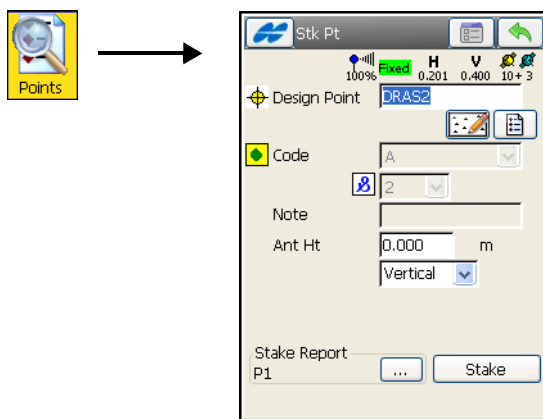 Points
Stk Pt
100% Fixed H 0.201 V 0.400 10+ 3
Design Point DRAS2
Code A
2
Note
Ant Ht 0.000 m
Vertical
Stake Report
P1 ... Stake